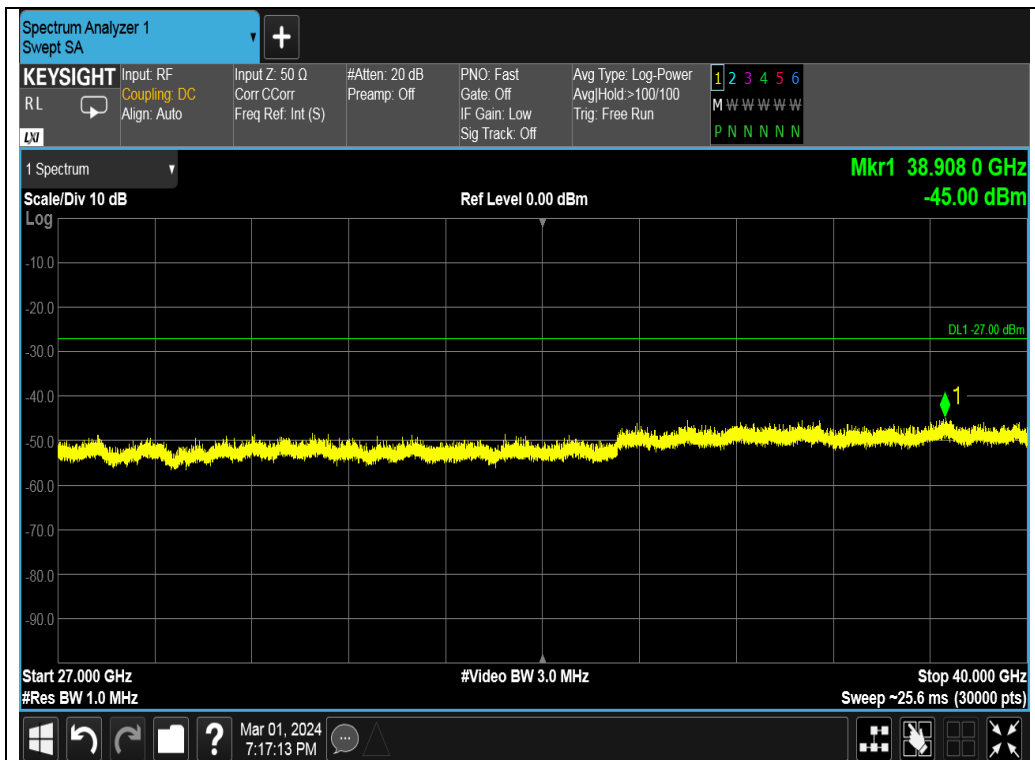 Spectrum Analyzer 1
Swept SA
KEYSIGHT
RL
LXI
Input: RF
Coupling: DC
Align: Auto
Input Z: 50 Ω
Corr CCorr
Freq Ref: Int (S)
#Atten: 20 dB
Preamp: Off
PNO: Fast
Gate: Off
IF Gain: Low
Sig Track: Off
Avg Type: Log-Power
Avg|Hold:>100/100
Trig: Free Run
1 2 3 4 5 6
M W W W W W
P N N N N N
1 Spectrum
Mkr1 38.908 0 GHz
-45.00 dBm
Scale/Div 10 dB
Ref Level 0.00 dBm
Log
-10.0
-20.0
DL1 -27.00 dBm
-30.0
-40.0
1
-50.0
-60.0
-70.0
-80.0
-90.0
Start 27.000 GHz
#Video BW 3.0 MHz
Stop 40.000 GHz
#Res BW 1.0 MHz
Sweep ~25.6 ms (30000 pts)
Mar 01, 2024
7:17:13 PM